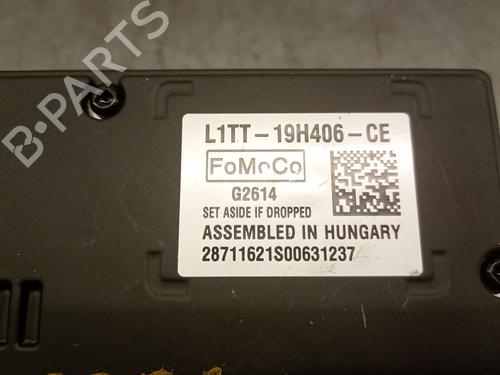 B-PARTS
L1TT-19H406-CE
FoMoCo
G2614
SET ASIDE IF DROPPED
ASSEMBLED IN HUNGARY
28711621S00631237